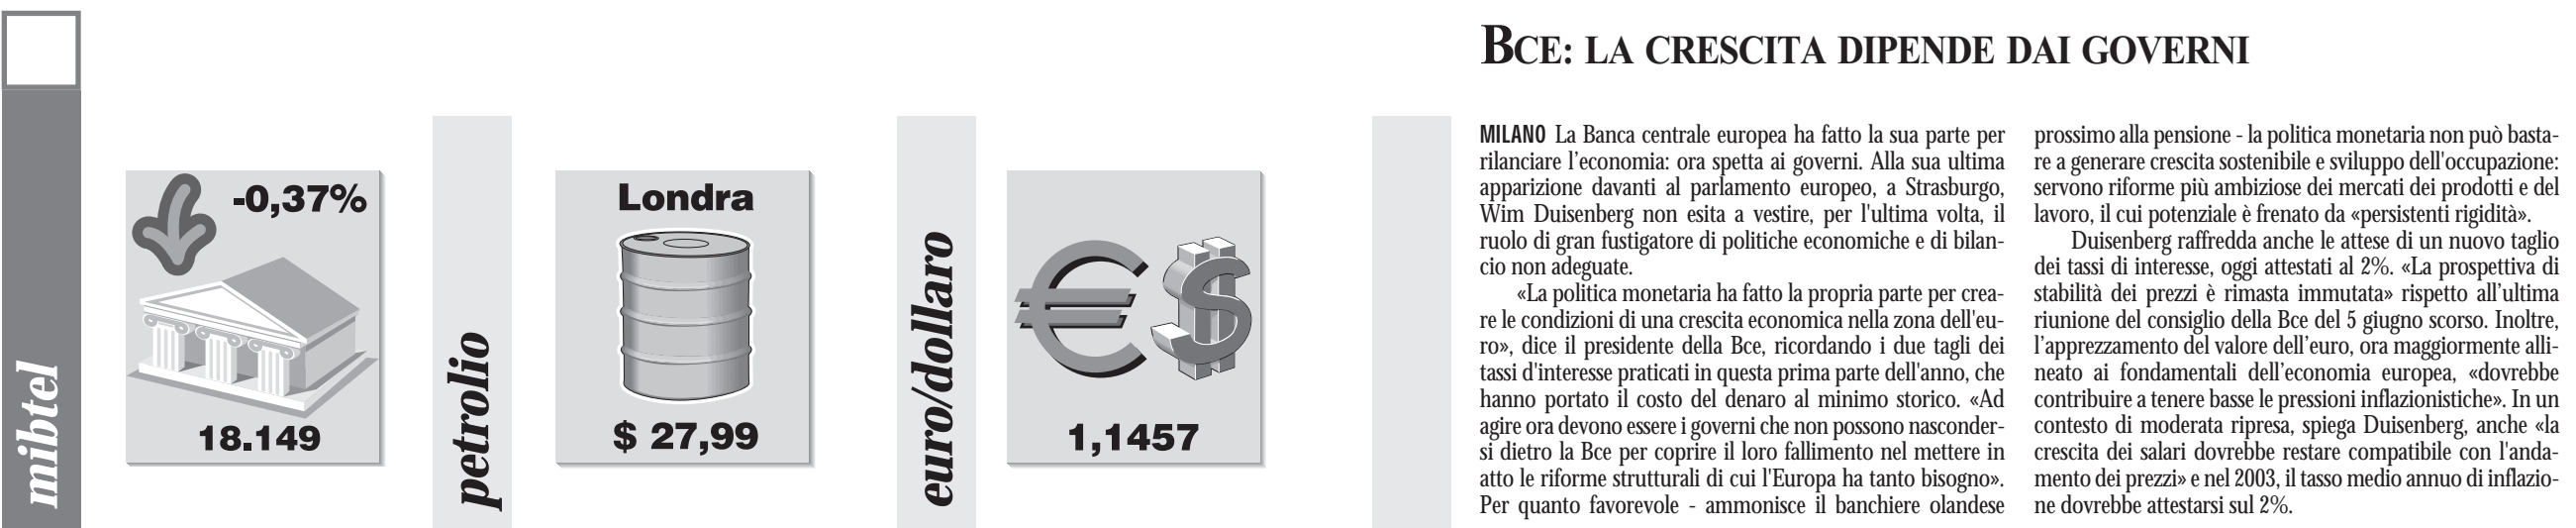 mibtel
-0,37%
18.149
petrolio
Londra
$ 27,99
euro/dollaro
1,1457
BCE: LA CRESCITA DIPENDE DAI GOVERNI
MILANO La Banca centrale europea ha fatto la sua parte per
rilanciare l’economia: ora spetta ai governi. Alla sua ultima
apparizione davanti al parlamento europeo, a Strasburgo,
Wim Duisenberg non esita a vestire, per l'ultima volta, il
ruolo di gran fustigatore di politiche economiche e di bilan-
cio non adeguate.
«La politica monetaria ha fatto la propria parte per crea-
re le condizioni di una crescita economica nella zona dell'eu-
ro», dice il presidente della Bce, ricordando i due tagli dei
tassi d'interesse praticati in questa prima parte dell'anno, che
hanno portato il costo del denaro al minimo storico. «Ad
agire ora devono essere i governi che non possono nasconder-
si dietro la Bce per coprire il loro fallimento nel mettere in
atto le riforme strutturali di cui l'Europa ha tanto bisogno».
Per quanto favorevole - ammonisce il banchiere olandese
prossimo alla pensione - la politica monetaria non può basta-
re a generare crescita sostenibile e sviluppo dell'occupazione:
servono riforme più ambiziose dei mercati dei prodotti e del
lavoro, il cui potenziale è frenato da «persistenti rigidità».
Duisenberg raffredda anche le attese di un nuovo taglio
dei tassi di interesse, oggi attestati al 2%. «La prospettiva di
stabilità dei prezzi è rimasta immutata» rispetto all’ultima
riunione del consiglio della Bce del 5 giugno scorso. Inoltre,
l’apprezzamento del valore dell’euro, ora maggiormente alli-
neato ai fondamentali dell’economia europea, «dovrebbe
contribuire a tenere basse le pressioni inflazionistiche». In un
contesto di moderata ripresa, spiega Duisenberg, anche «la
crescita dei salari dovrebbe restare compatibile con l'anda-
mento dei prezzi» e nel 2003, il tasso medio annuo di inflazio-
ne dovrebbe attestarsi sul 2%.